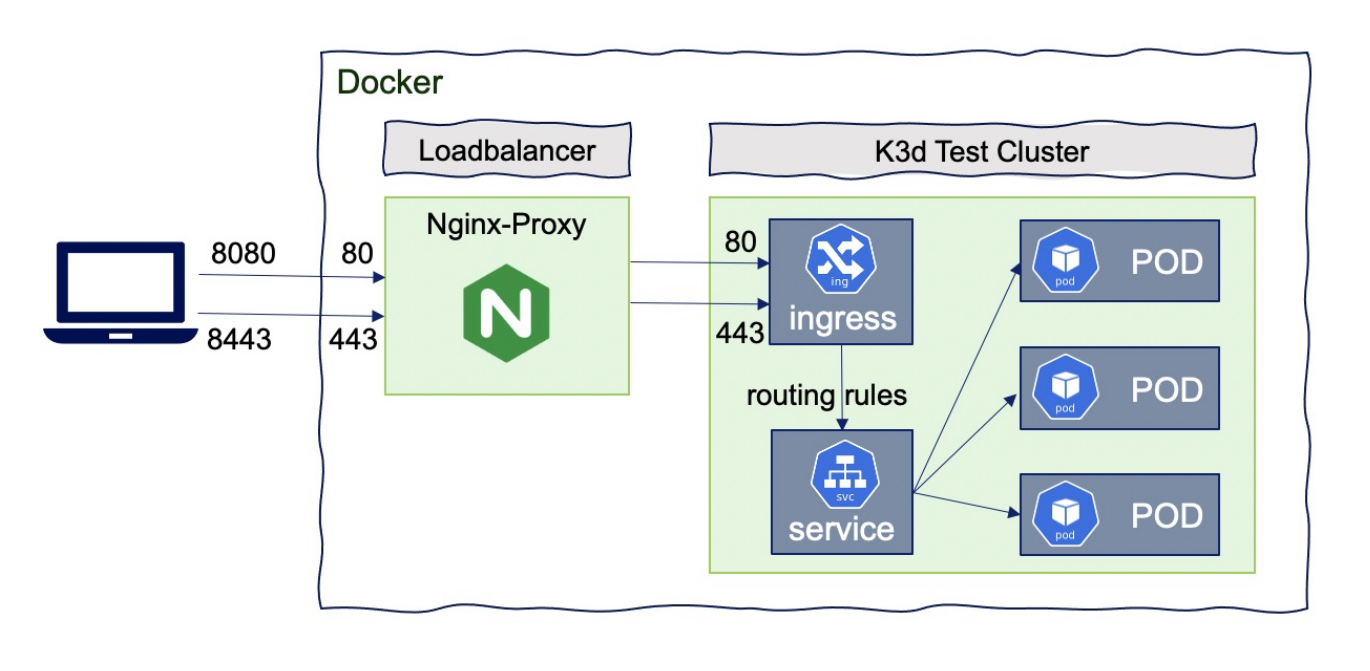 Docker
Loadbalancer
K3d Test Cluster
Nginx-Proxy
8080
80
8443
443
N
80
443
ing
ingress
routing rules
svc
service
pod
POD
pod
POD
pod
POD